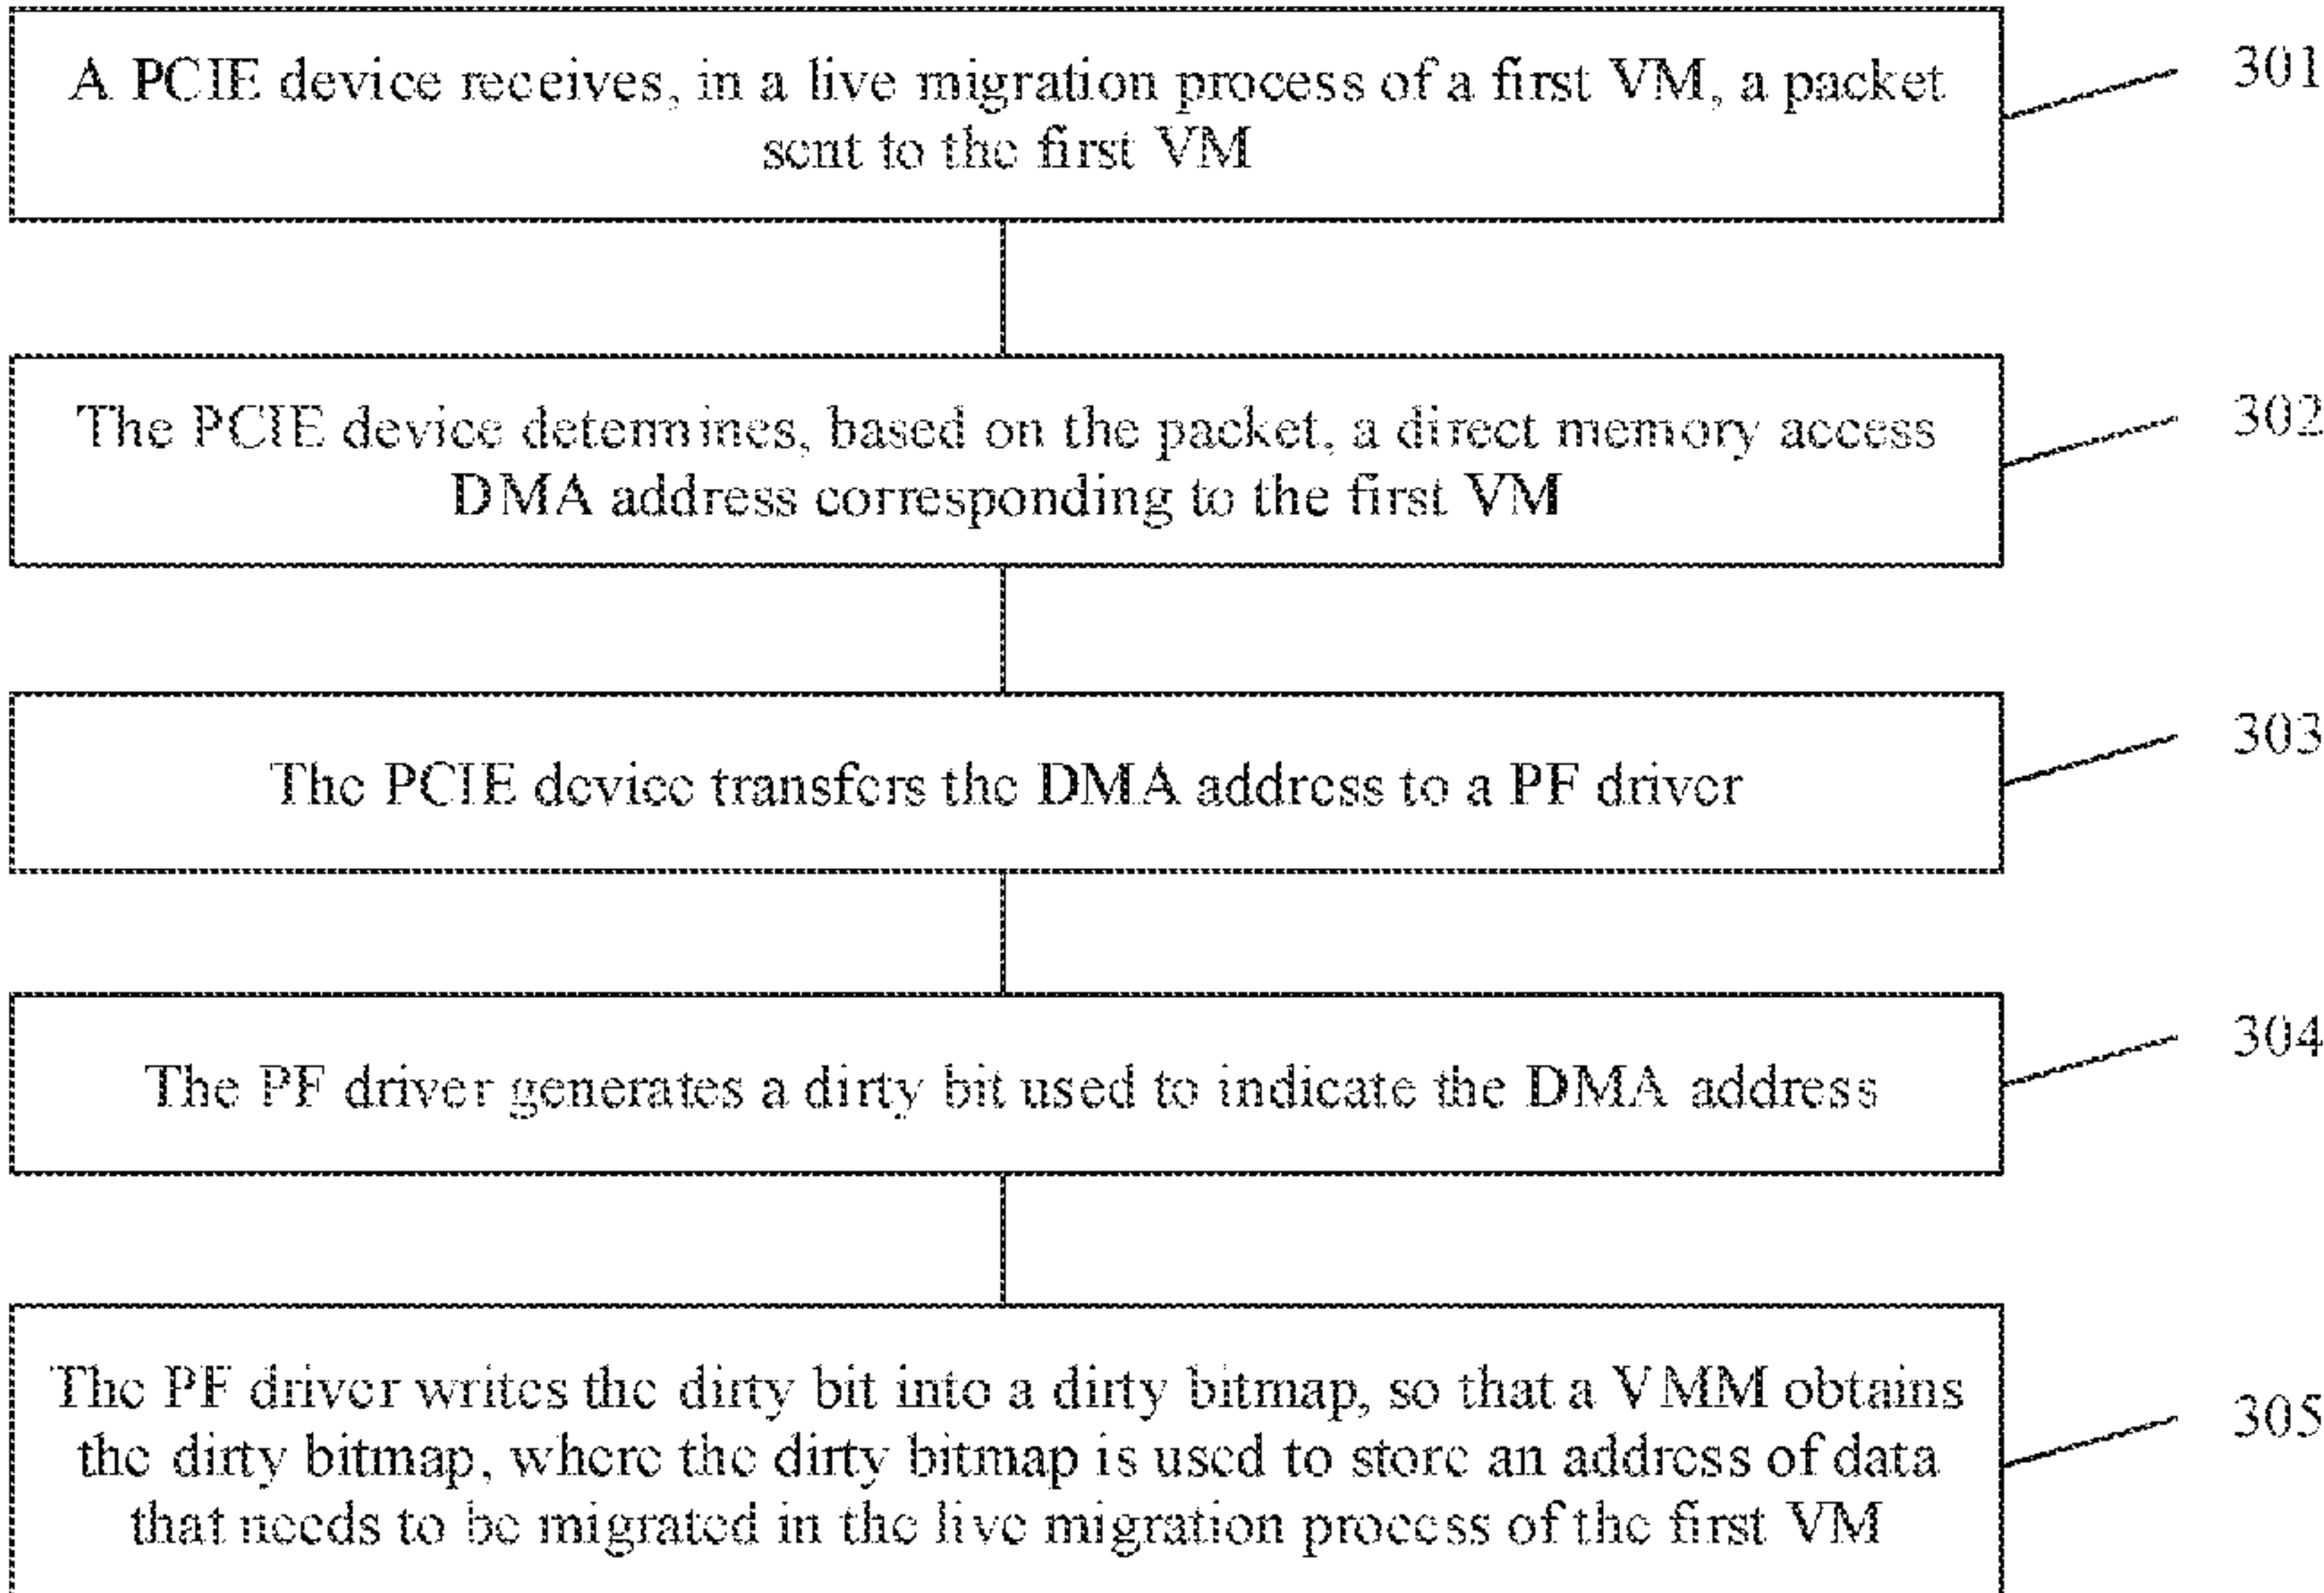 A PCIE device receives, in a live migration process of a first VM, a packet
sent to the first VM
301
The PCIE device determines, based on the packet, a direct memory access
DMA address corresponding to the first VM
302
The PCIE device transfers the DMA address to a PF driver
303
The PF driver generates a dirty bit used to indicate the DMA address
304
The PF driver writes the dirty bit into a dirty bitmap, so that a VMM obtains
the dirty bitmap, where the dirty bitmap is used to store an address of data
that needs to be migrated in the live migration process of the first VM
305